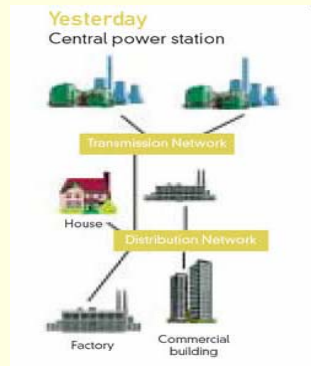 Yesterday
Central power station
Transmission Network
House
Distribution Network
Factory
Commercial
building